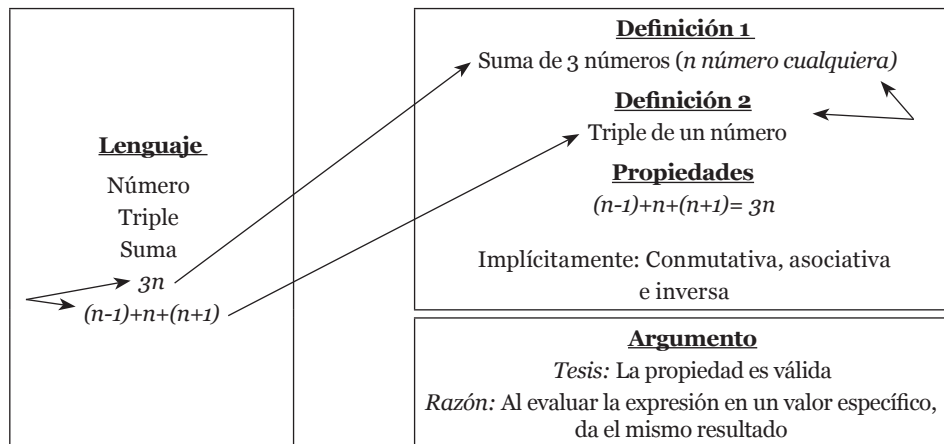 Lenguaje
Número
Triple
Suma
3n
(n-1)+n+(n+1)
Definición 1
Suma de 3 números (n número cualquiera)
Definición 2
Triple de un número
Propiedades
(n-1)+n+(n+1)= 3n
Implícitamente: Conmutativa, asociativa
e inversa
Argumento
Tesis: La propiedad es válida
Razón: Al evaluar la expresión en un valor específico,
da el mismo resultado